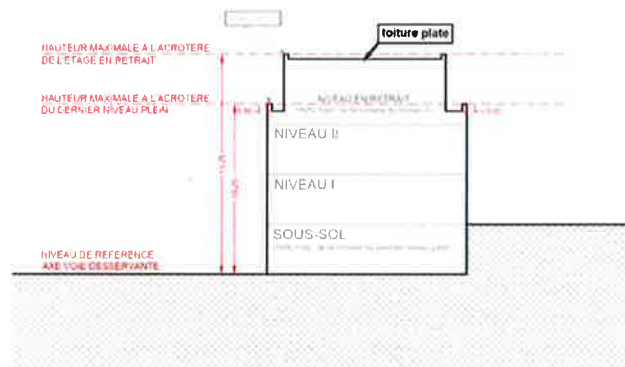 toiture plate
HAUTEUR MAXIMALE A L'ACROTERE
DE L'ETAGE EN RETRAIT
HAUTEUR MAXIMALE A L'ACROTERE
DU DERNIER NIVEAU PLEIN
NIVEAU EN RETRAIT
NIVEAU II
NIVEAU I
SOUS-SOL
NIVEAU DE REFERENCE
AXE VOIE DESSERVANTE